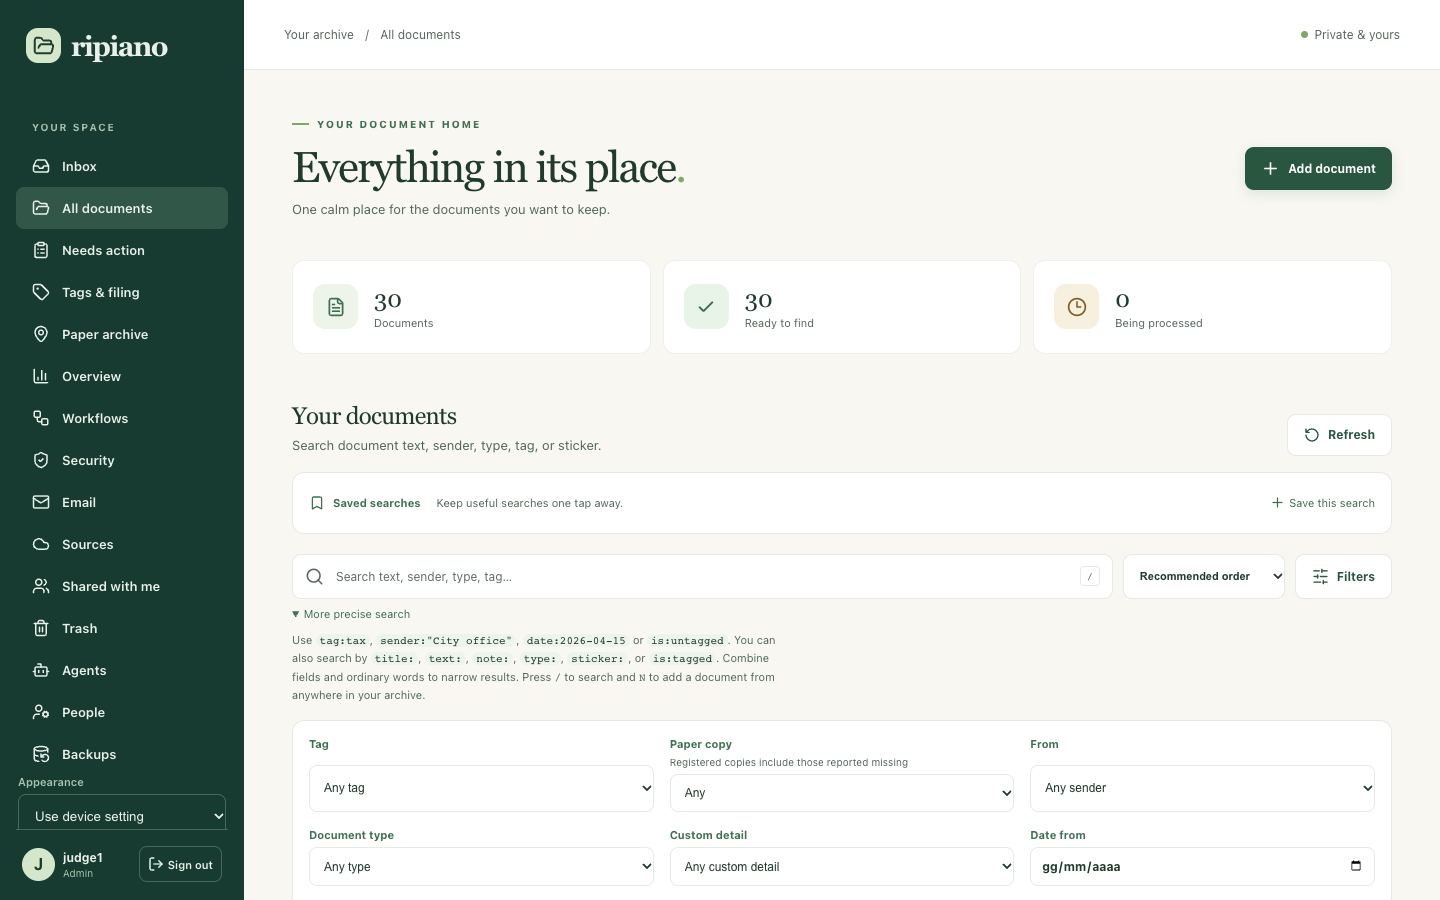 ripiano
YOUR SPACE
Inbox
All documents
Needs action
Tags & filing
Paper archive
Overview
Workflows
Security
Email
Sources
Shared with me
Trash
Agents
People
Backups
Appearance
Use device setting
J
judge1
Admin
Sign out
Your archive / All documents
Private & yours
YOUR DOCUMENT HOME
Everything in its place.
One calm place for the documents you want to keep.
Add document
30
Documents
30
Ready to find
0
Being processed
Your documents
Search document text, sender, type, tag, or sticker.
Refresh
Saved searches Keep useful searches one tap away.
Save this search
Search text, sender, type, tag...
/
Recommended order
Filters
▼ More precise search
Use tag:tax, sender:"City office", date:2026-04-15 or is:untagged. You can
also search by title:, text:, note:, type:, sticker:, or is:tagged. Combine
fields and ordinary words to narrow results. Press / to search and N to add a document from
anywhere in your archive.
Tag
Any tag
Paper copy
Registered copies include those reported missing
Any
From
Any sender
Document type
Any type
Custom detail
Any custom detail
Date from
gg/mm/aaaa